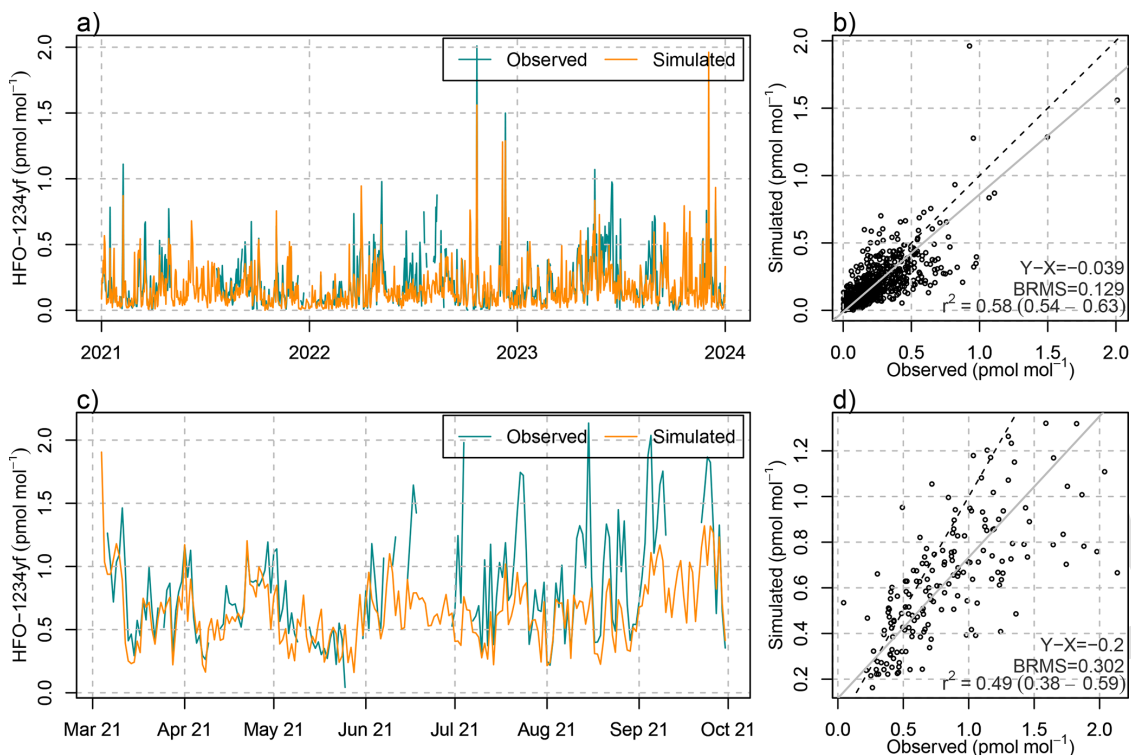 a)
HFO−1234yf (pmol mol−1)
0.0 0.5 1.0 1.5 2.0
Observed Simulated
2021 2022 2023 2024
b)
Simulated (pmol mol−1)
0.0 0.5 1.0 1.5 2.0
Y−X=−0.039
BRMS=0.129
r2 = 0.58 (0.54 − 0.63)
0.0 0.5 1.0 1.5 2.0
Observed (pmol mol−1)
c)
HFO−1234yf (pmol mol−1)
0.0 0.5 1.0 1.5 2.0
Observed Simulated
Mar 21 Apr 21 May 21 Jun 21 Jul 21 Aug 21 Sep 21 Oct 21
d)
Simulated (pmol mol−1)
0.2 0.4 0.6 0.8 1.0 1.2
Y−X=−0.2
BRMS=0.302
r2 = 0.49 (0.38 − 0.59)
0.0 0.5 1.0 1.5 2.0
Observed (pmol mol−1)